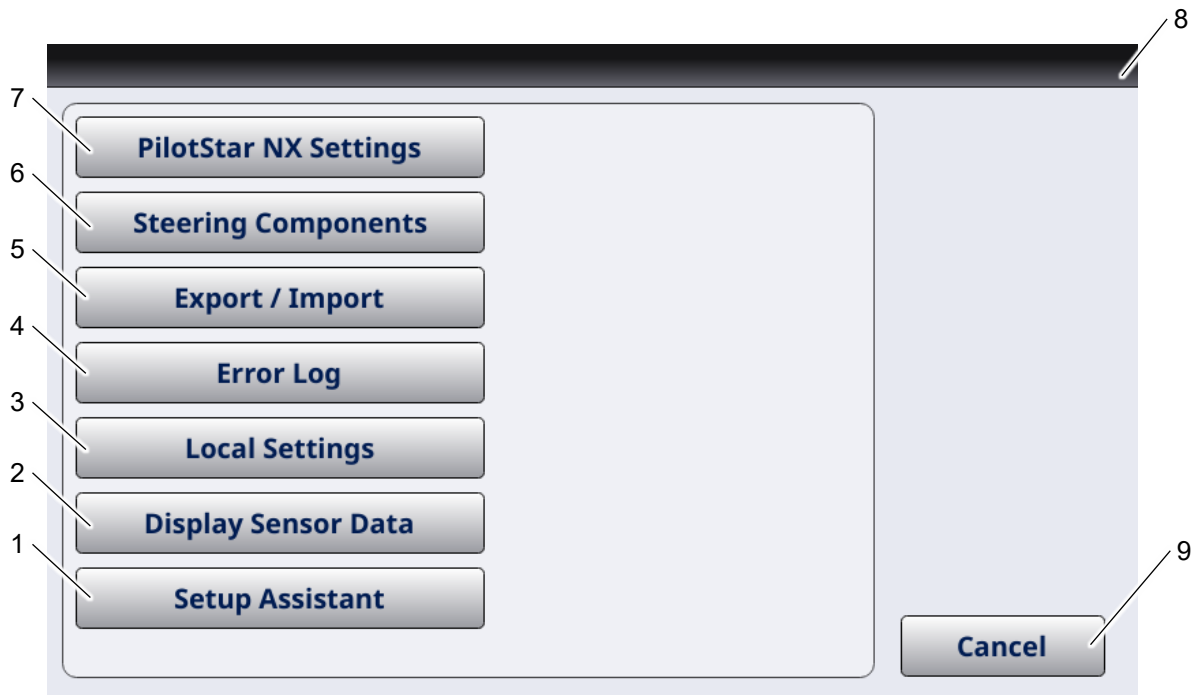 8
7
PilotStar NX Settings
6
Steering Components
5
Export / Import
4
Error Log
3
Local Settings
2
Display Sensor Data
1
Setup Assistant
9
Cancel